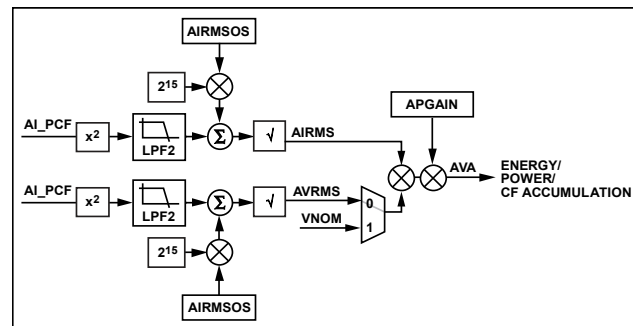 AIRMSOS
2¹⁵
APGAIN
AI_PCF
x²
LPF2
Σ
√
AIRMS
AVA
ENERGY/
POWER/
CF ACCUMULATION
AI_PCF
x²
LPF2
Σ
√
AVRMS
0
VNOM
1
2¹⁵
AIRMSOS